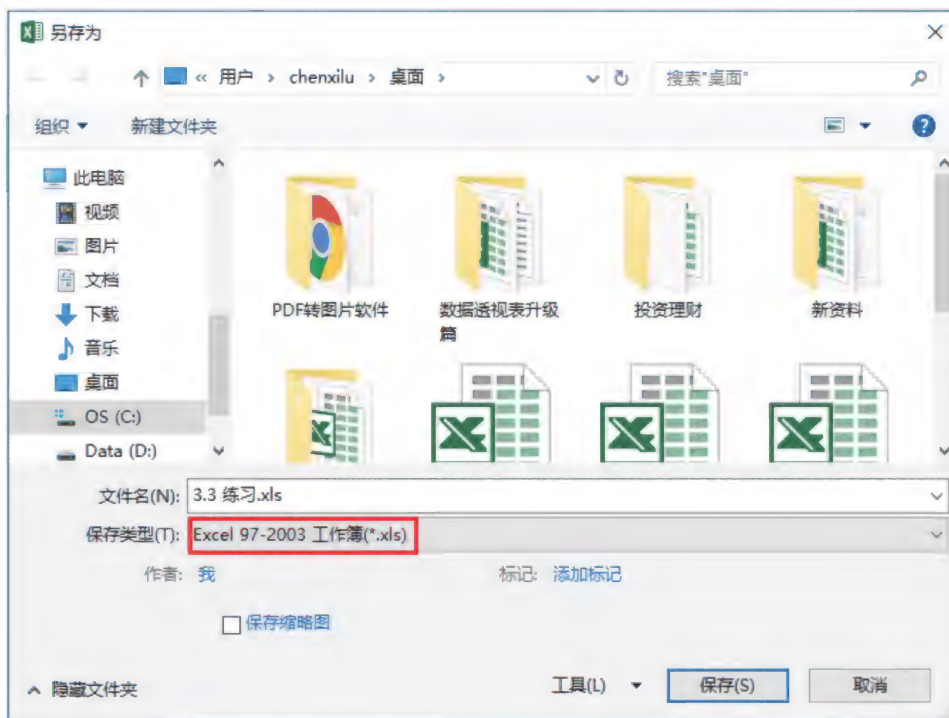 另存为
« 用户 › chenxilu › 桌面 ›
搜索"桌面"
组织
新建文件夹
此电脑
视频
图片
文档
下载
音乐
桌面
OS (C:)
Data (D:)
PDF转图片软件
数据透视表升级
篇
投资理财
新资料
文件名(N): 3.3 练习.xls
保存类型(T): Excel 97-2003 工作簿(*.xls)
作者: 我
标记: 添加标记
保存缩略图
隐藏文件夹
工具(L)
保存(S)
取消